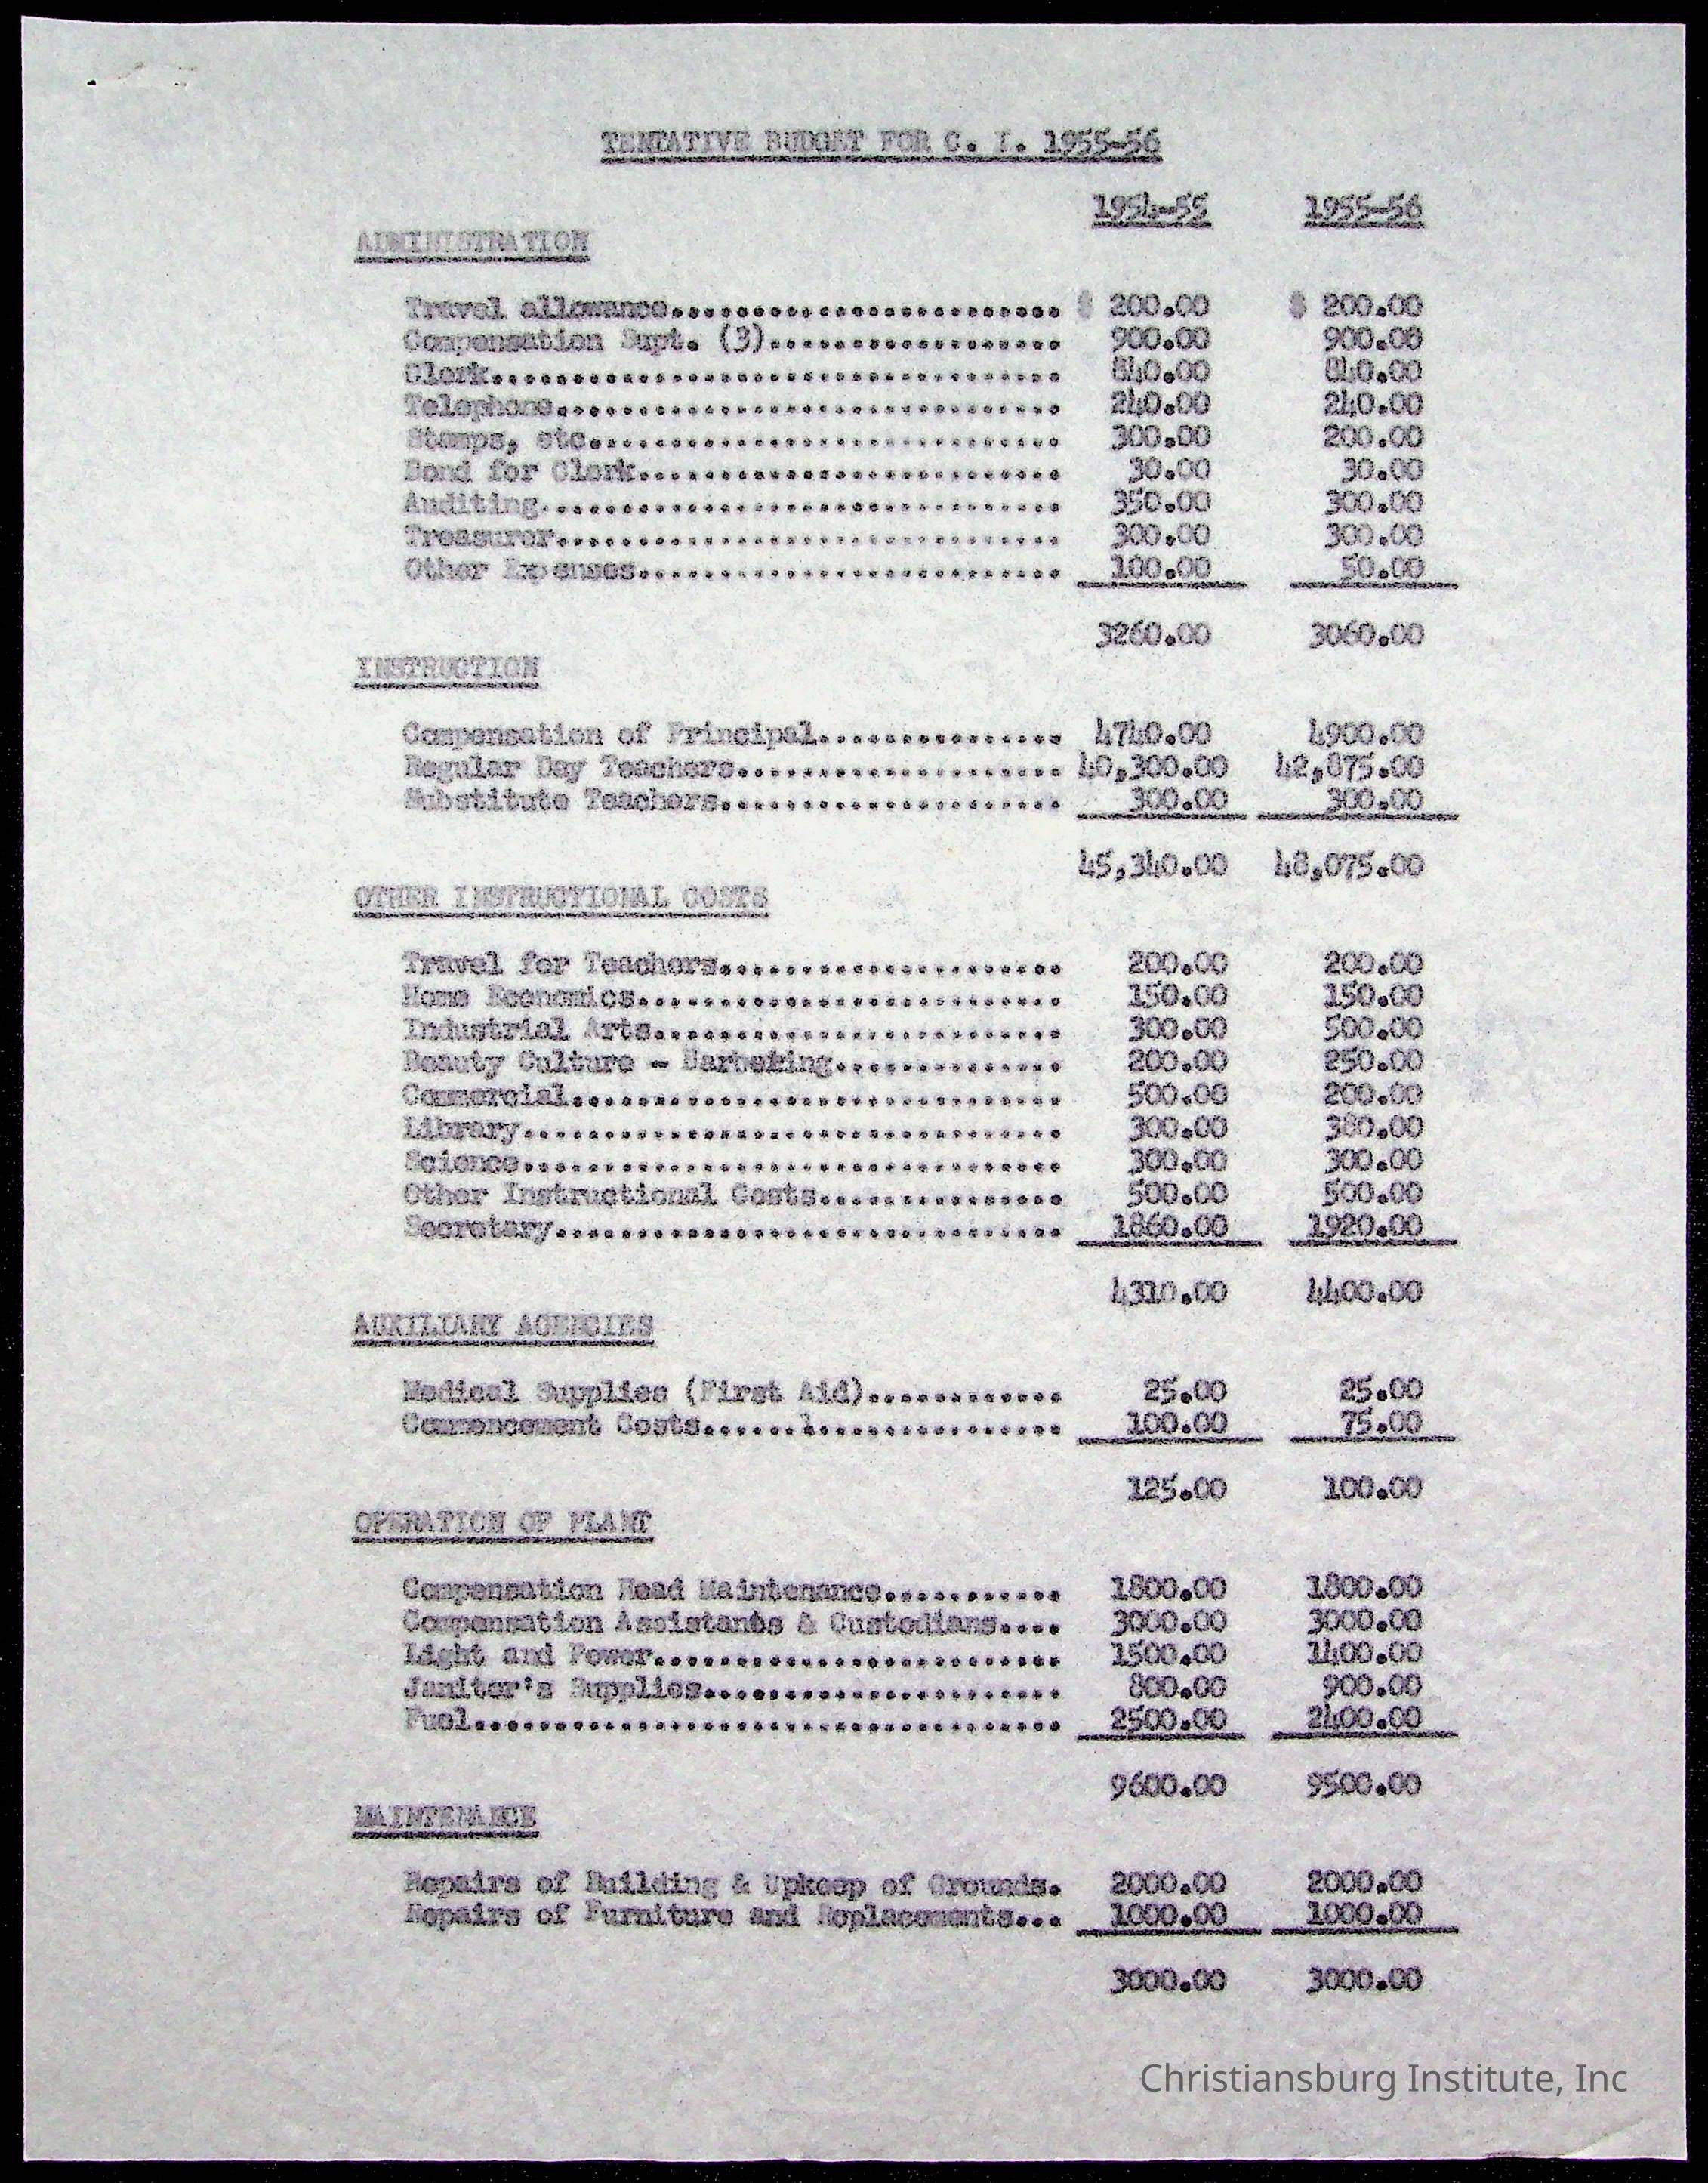 TENTATIVE BUDGET FOR C. I. 1955-56
1954-55 1955-56
ADMINISTRATION
Travel allowance........................ $ 200.00 $ 200.00
Compensation Supt. (3).................. 900.00 900.00
Clerk................................... 840.00 840.00
Telephone............................... 240.00 240.00
Stamps, etc............................. 300.00 200.00
Bond for Clerk.......................... 30.00 30.00
Auditing................................ 350.00 300.00
Treasurer............................... 300.00 300.00
Other Expenses.......................... 100.00 50.00
3260.00 3060.00
INSTRUCTION
Compensation of Principal............... 4740.00 4900.00
Regular Day Teachers.................... 40,300.00 42,875.00
Substitute Teachers..................... 300.00 300.00
45,340.00 48,075.00
OTHER INSTRUCTIONAL COSTS
Travel for Teachers..................... 200.00 200.00
Home Economics.......................... 150.00 150.00
Industrial Arts......................... 300.00 500.00
Beauty Culture - Barbering.............. 200.00 250.00
Commercial.............................. 500.00 200.00
Library................................. 300.00 380.00
Science................................. 300.00 300.00
Other Instructional Costs............... 500.00 500.00
Secretary............................... 1860.00 1920.00
4310.00 4400.00
AUXILIARY AGENCIES
Medical Supplies (First Aid)............ 25.00 25.00
Commencement Costs......1............... 100.00 75.00
125.00 100.00
OPERATION OF PLANT
Compensation Head Maintenance........... 1800.00 1800.00
Compensation Assistants & Custodians.... 3000.00 3000.00
Light and Power......................... 1500.00 1400.00
Janitor's Supplies...................... 800.00 900.00
Fuel.................................... 2500.00 2400.00
9600.00 9500.00
MAINTENANCE
Repairs of Building & Upkeep of Grounds. 2000.00 2000.00
Repairs of Furniture and Replacements... 1000.00 1000.00
3000.00 3000.00
Christiansburg Institute, Inc